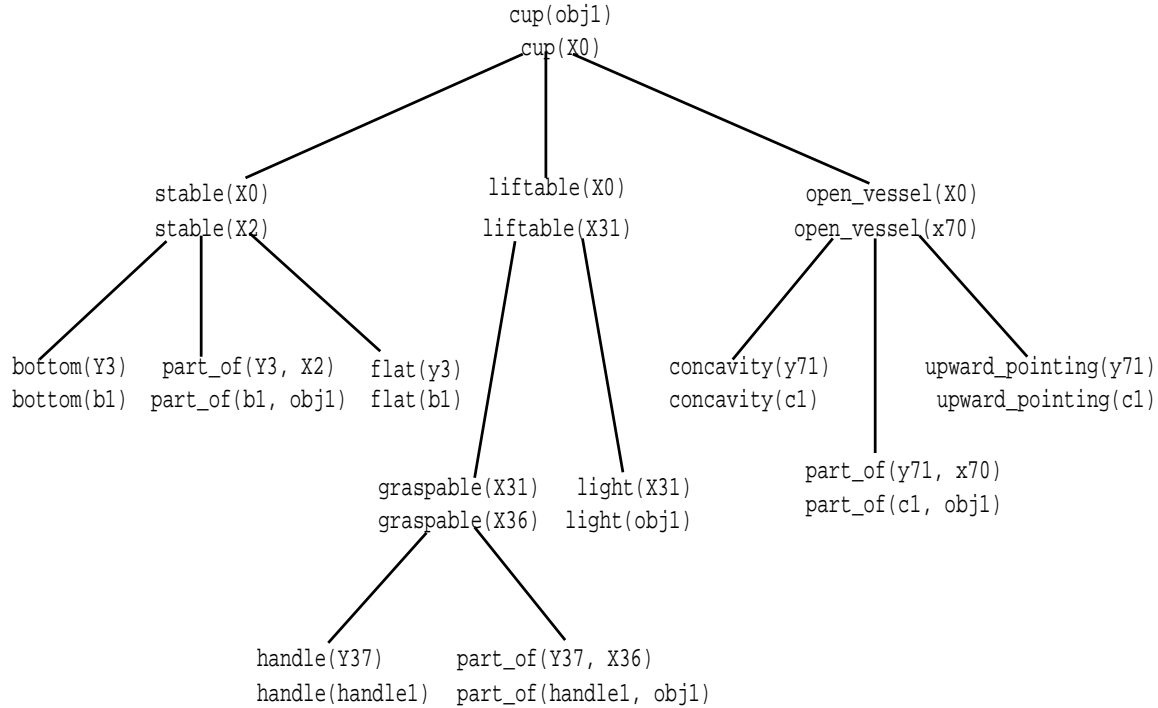 cup(obj1)
cup(X0)
stable(X0)
stable(X2)
liftable(X0)
liftable(X31)
open_vessel(X0)
open_vessel(x70)
bottom(Y3)
bottom(b1)
part_of(Y3, X2)
part_of(b1, obj1)
flat(y3)
flat(b1)
concavity(y71)
concavity(c1)
upward_pointing(y71)
upward_pointing(c1)
part_of(y71, x70)
part_of(c1, obj1)
graspable(X31)
graspable(X36)
light(X31)
light(obj1)
handle(Y37)
handle(handle1)
part_of(Y37, X36)
part_of(handle1, obj1)